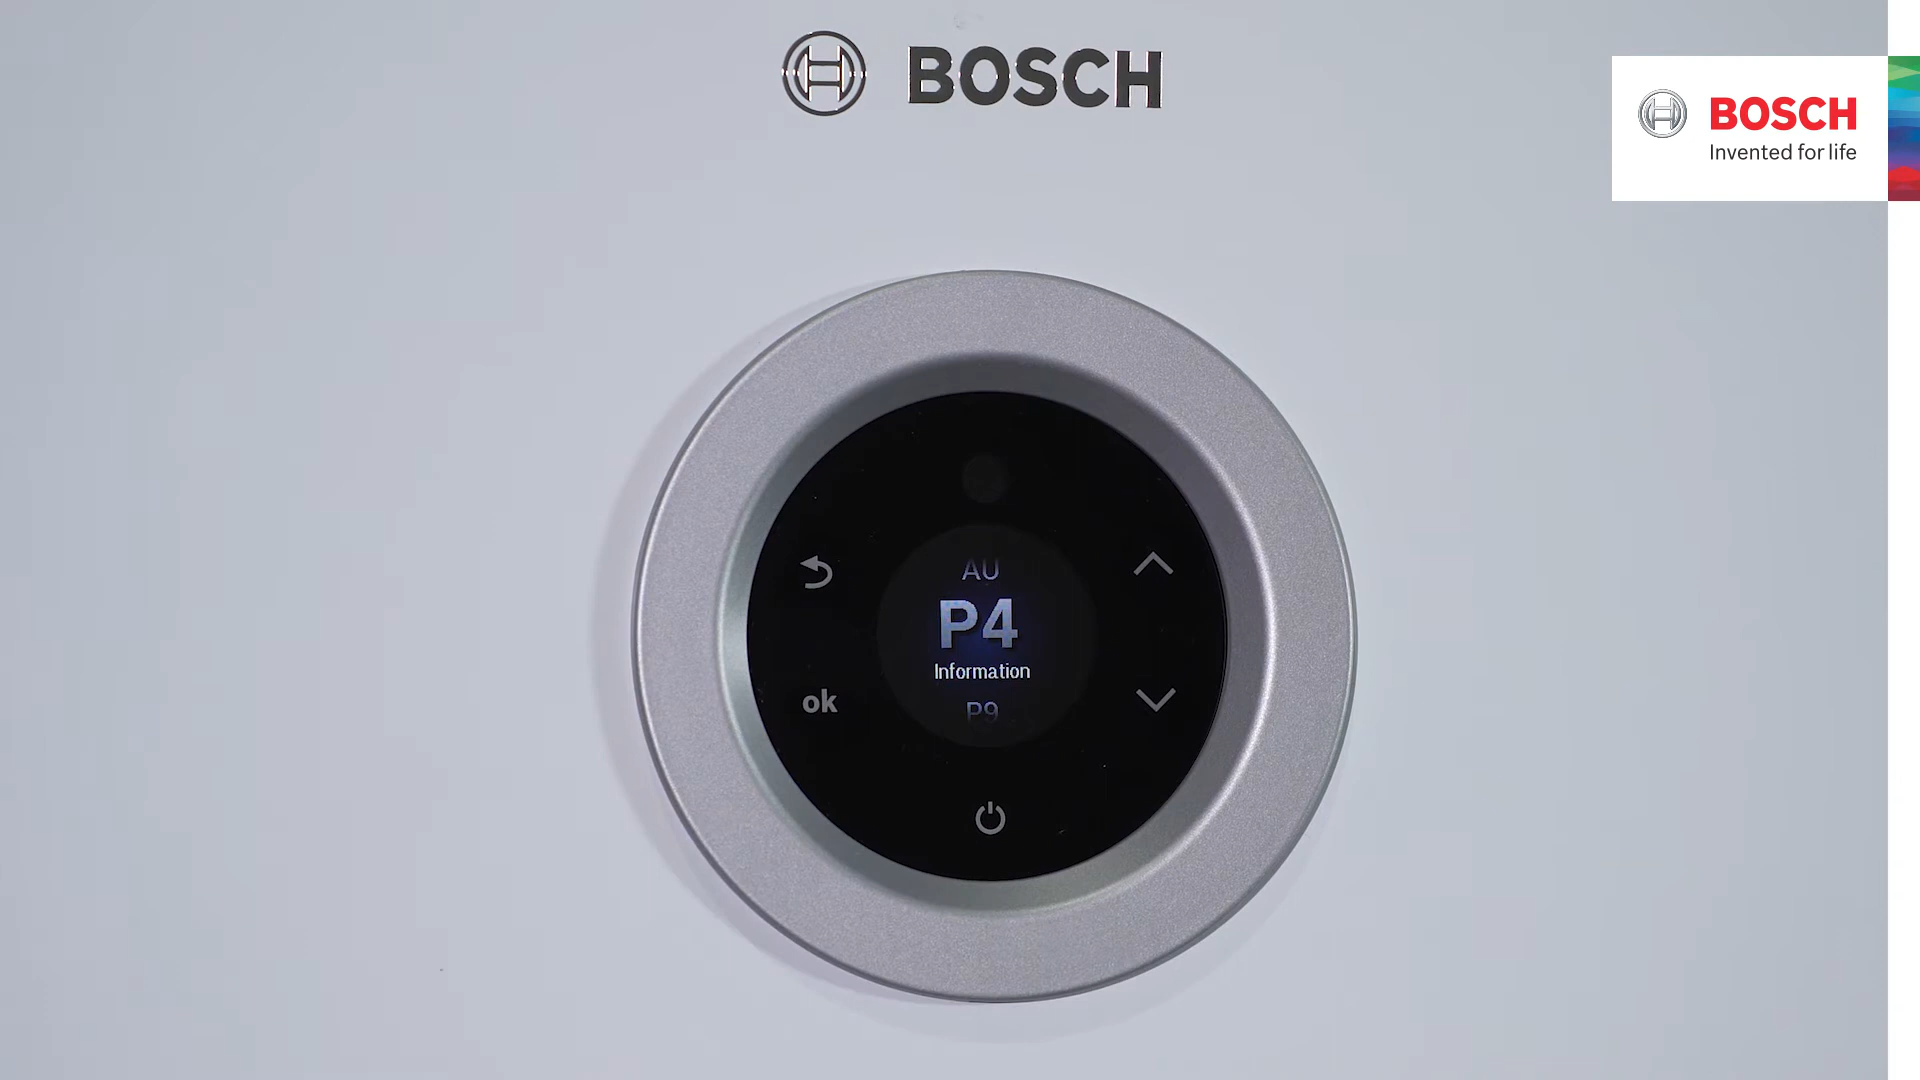 BOSCH
BOSCH
Invented for life
AU
P4
Information
ok
P9